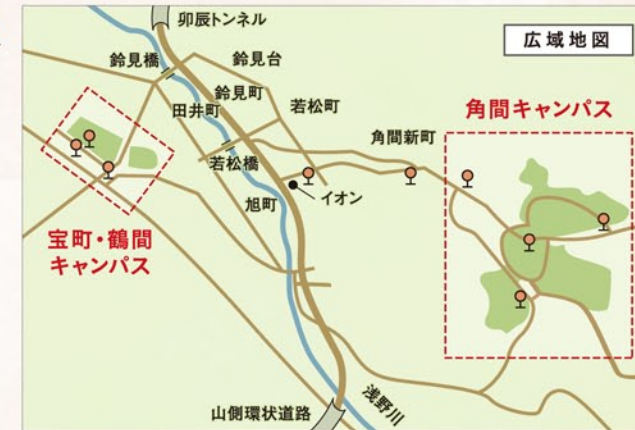 卯辰トンネル
広域地図
鈴見橋
鈴見台
鈴見町
田井町
若松町
角間キャンパス
角間新町
若松橋
旭町
イオン
宝町・鶴間
キャンパス
山側環状道路
浅野川